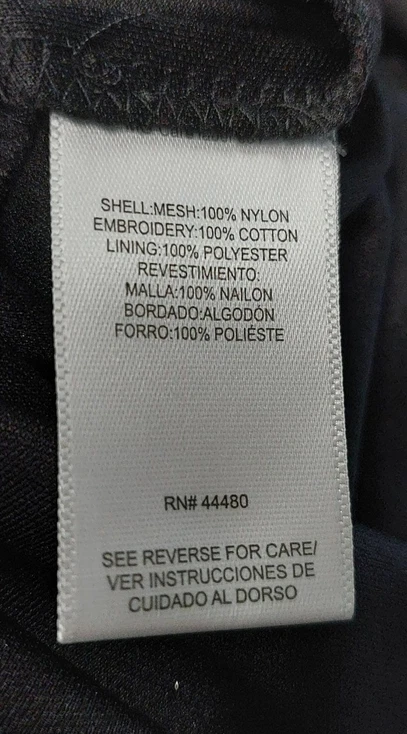 SHELL:MESH:100% NYLON
EMBROIDERY:100% COTTON
LINING:100% POLYESTER
REVESTIMIENTO:
MALLA:100% NAILON
BORDADO:ALGODÓN
FORRO:100% POLIÉSTE
RN# 44480
SEE REVERSE FOR CARE/
VER INSTRUCCIONES DE
CUIDADO AL DORSO